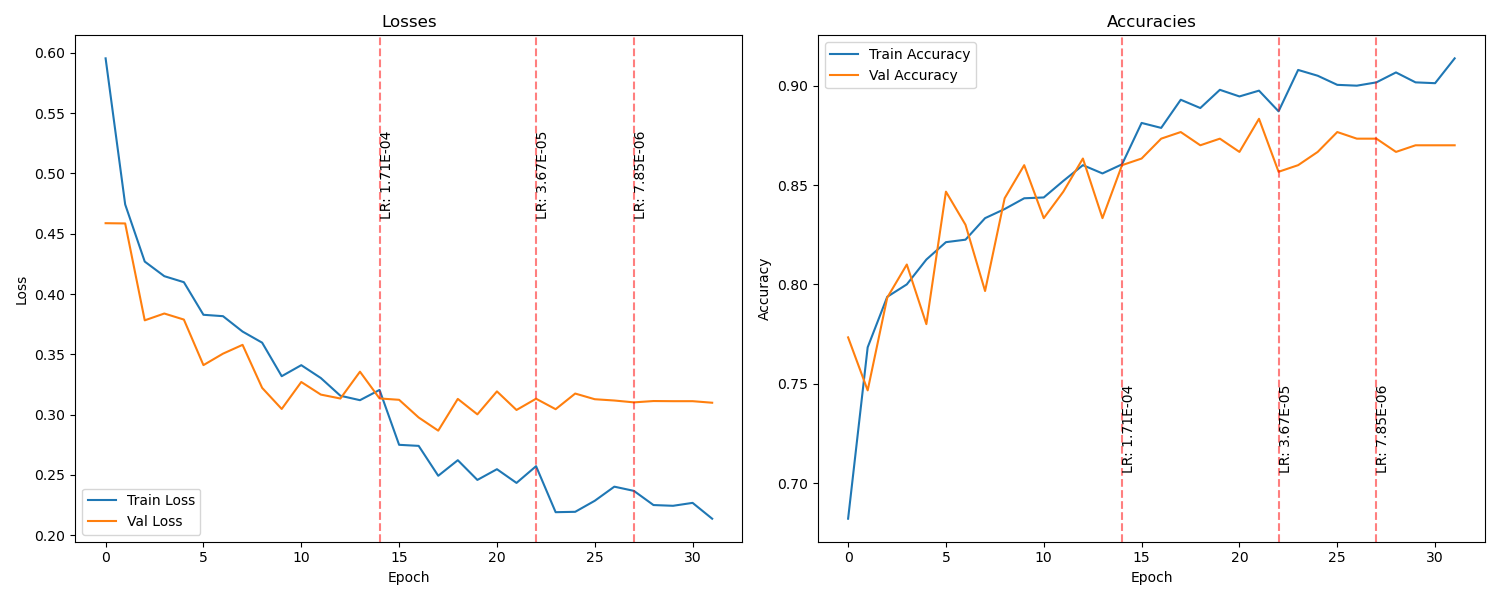 Losses
Loss
0.60
0.55
0.50
0.45
0.40
0.35
0.30
0.25
0.20
LR: 1.71E-04
LR: 3.67E-05
LR: 7.85E-06
Train Loss
Val Loss
0 5 10 15 20 25 30
Epoch
Accuracies
Accuracy
0.90
0.85
0.80
0.75
0.70
Train Accuracy
Val Accuracy
LR: 1.71E-04
LR: 3.67E-05
LR: 7.85E-06
0 5 10 15 20 25 30
Epoch